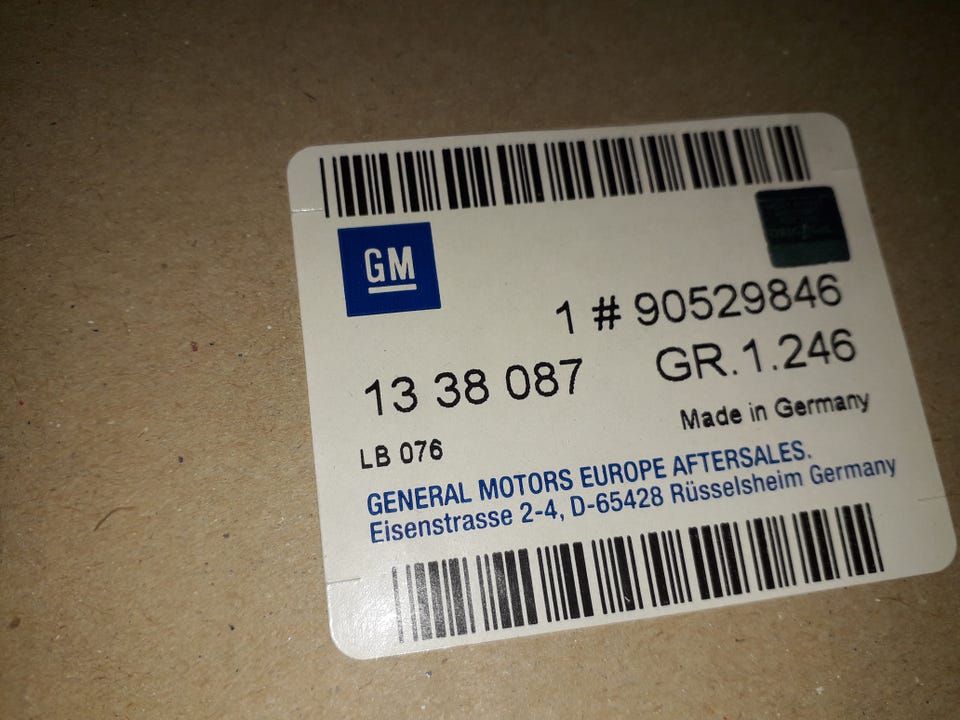 GM
1 # 90529846
13 38 087
GR.1.246
Made in Germany
LB 076
GENERAL MOTORS EUROPE AFTERSALES.
Eisenstrasse 2-4, D-65428 Rüsselsheim Germany